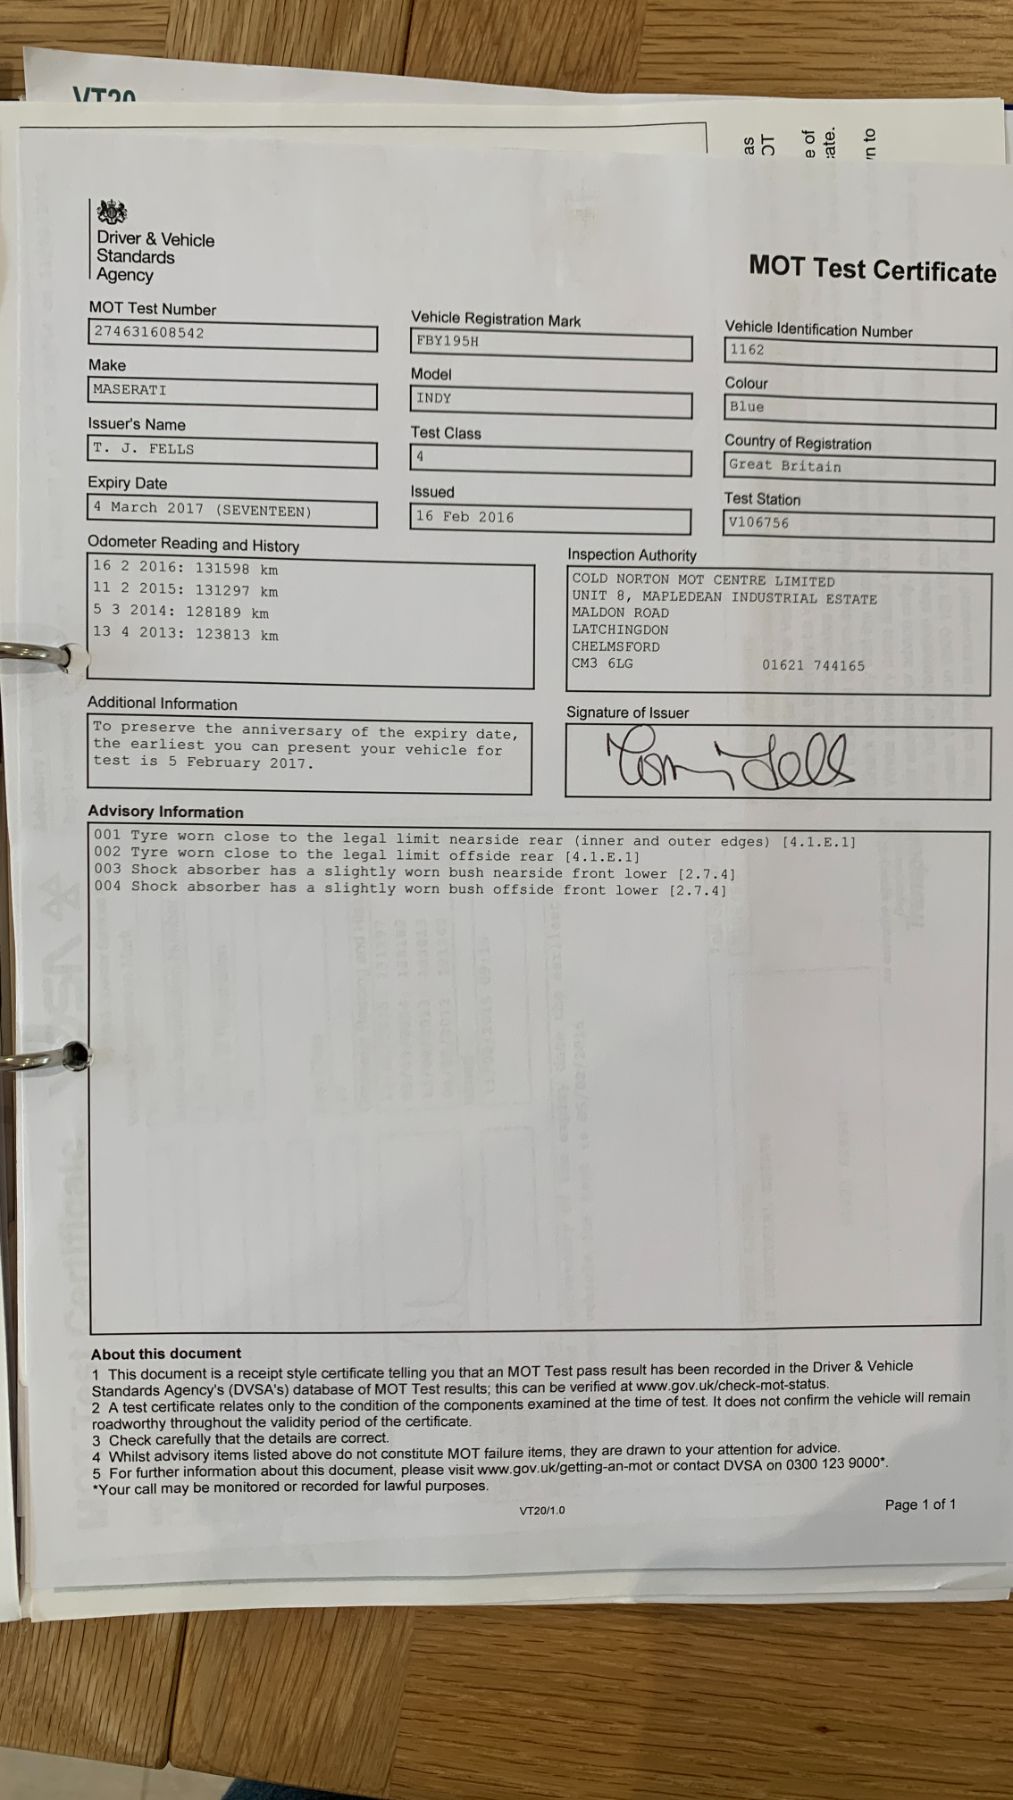 VT20
as
OT
e of
cate.
n to
Driver & Vehicle
Standards
Agency
MOT Test Certificate
MOT Test Number
274631608542
Vehicle Registration Mark
FBY195H
Vehicle Identification Number
1162
Make
MASERATI
Model
INDY
Colour
Blue
Issuer's Name
T. J. FELLS
Test Class
4
Country of Registration
Great Britain
Expiry Date
4 March 2017 (SEVENTEEN)
Issued
16 Feb 2016
Test Station
V106756
Odometer Reading and History
16 2 2016: 131598 km
11 2 2015: 131297 km
5 3 2014: 128189 km
13 4 2013: 123813 km
Inspection Authority
COLD NORTON MOT CENTRE LIMITED
UNIT 8, MAPLEDEAN INDUSTRIAL ESTATE
MALDON ROAD
LATCHINGDON
CHELMSFORD
CM3 6LG 01621 744165
Additional Information
To preserve the anniversary of the expiry date,
the earliest you can present your vehicle for
test is 5 February 2017.
Signature of Issuer
Tom Fells
Advisory Information
001 Tyre worn close to the legal limit nearside rear (inner and outer edges) [4.1.E.1]
002 Tyre worn close to the legal limit offside rear [4.1.E.1]
003 Shock absorber has a slightly worn bush nearside front lower [2.7.4]
004 Shock absorber has a slightly worn bush offside front lower [2.7.4]
About this document
1 This document is a receipt style certificate telling you that an MOT Test pass result has been recorded in the Driver & Vehicle
Standards Agency's (DVSA's) database of MOT Test results; this can be verified at www.gov.uk/check-mot-status.
2 A test certificate relates only to the condition of the components examined at the time of test. It does not confirm the vehicle will remain
roadworthy throughout the validity period of the certificate.
3 Check carefully that the details are correct.
4 Whilst advisory items listed above do not constitute MOT failure items, they are drawn to your attention for advice.
5 For further information about this document, please visit www.gov.uk/getting-an-mot or contact DVSA on 0300 123 9000*.
*Your call may be monitored or recorded for lawful purposes.
VT20/1.0
Page 1 of 1